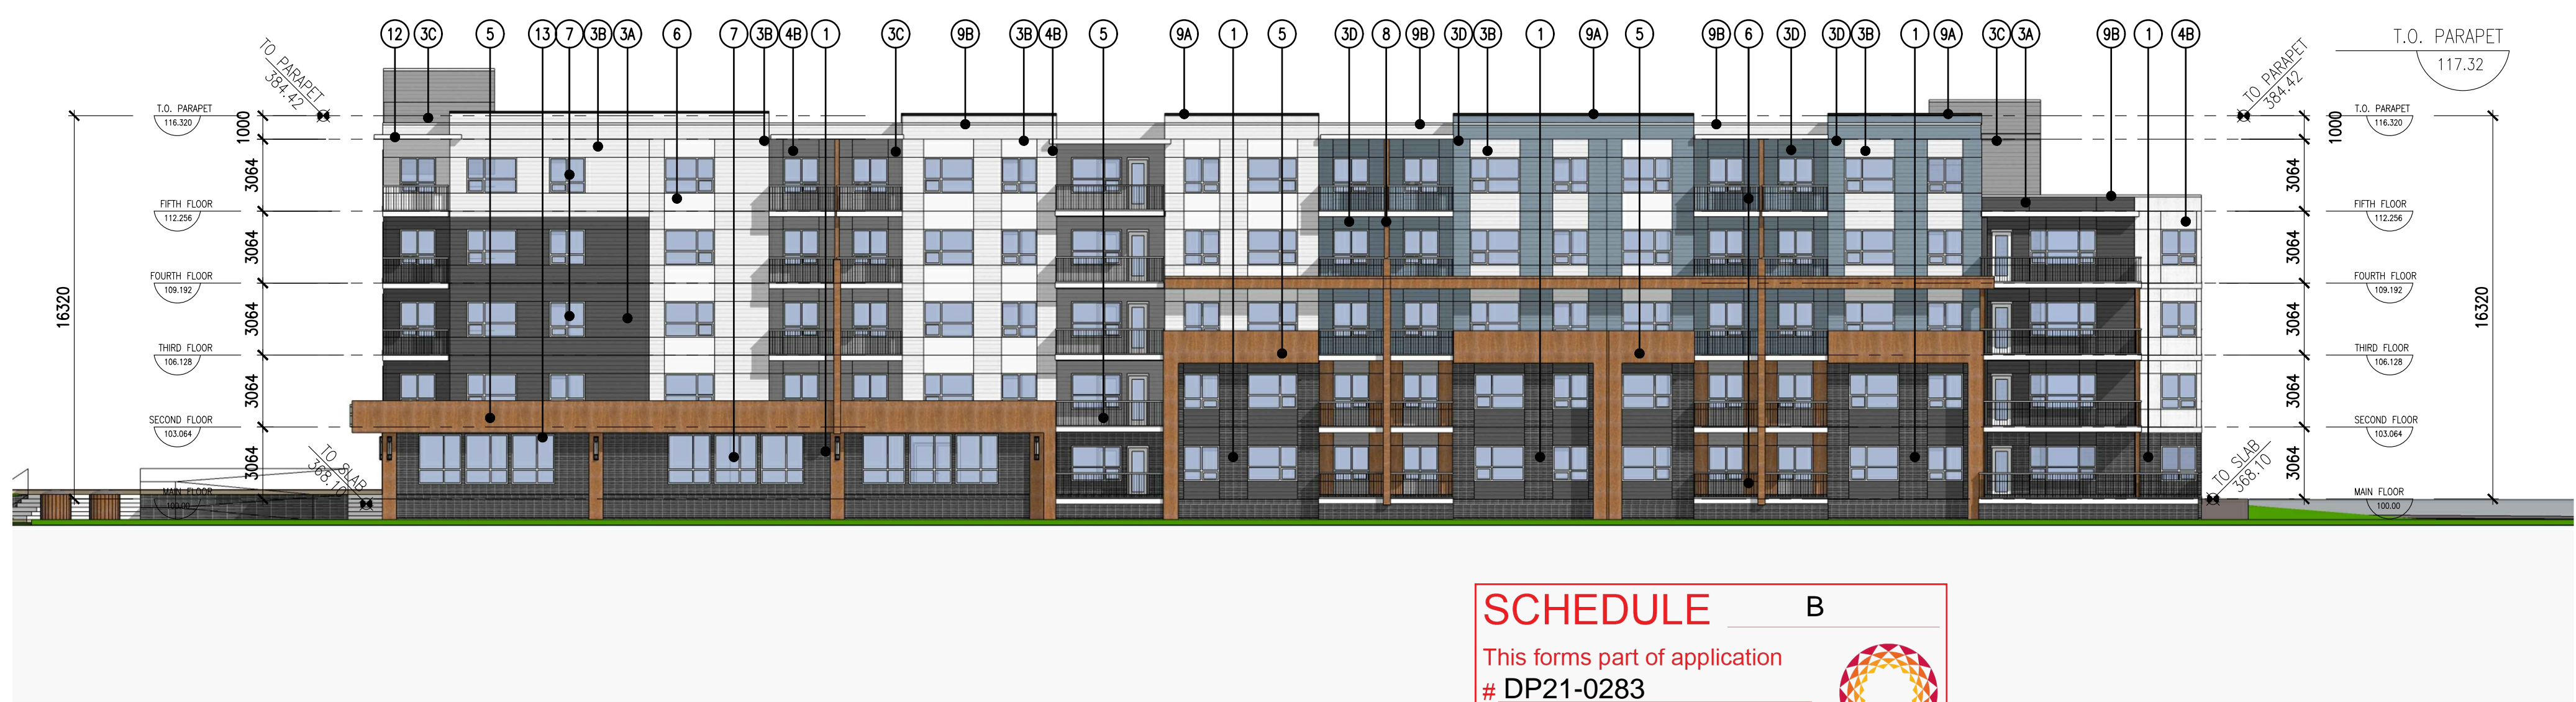 12 3C 5 13 7 3B 3A 6 7 3B 4B 1 3C 9B 3B 4B 5 9A 1 5 3D 8 9B 3D 3B 1 9A 5 9B 6 3D 3D 3B 1 9A 3C 3A 9B 1 4B
T.O. PARAPET
117.32
TO PARAPET
384.42
TO PARAPET
384.42
T.O. PARAPET
116.320
1000
3064
FIFTH FLOOR
112.256
3064
FOURTH FLOOR
109.192
3064
16320
THIRD FLOOR
106.128
3064
SECOND FLOOR
103.064
3064
TO SLAB
368.10
MAIN FLOOR
100.00
T.O. PARAPET
116.320
1000
3064
FIFTH FLOOR
112.256
3064
FOURTH FLOOR
109.192
3064
16320
THIRD FLOOR
106.128
3064
SECOND FLOOR
103.064
3064
TO SLAB
368.10
MAIN FLOOR
100.00
SCHEDULE B
This forms part of application
# DP21-0283